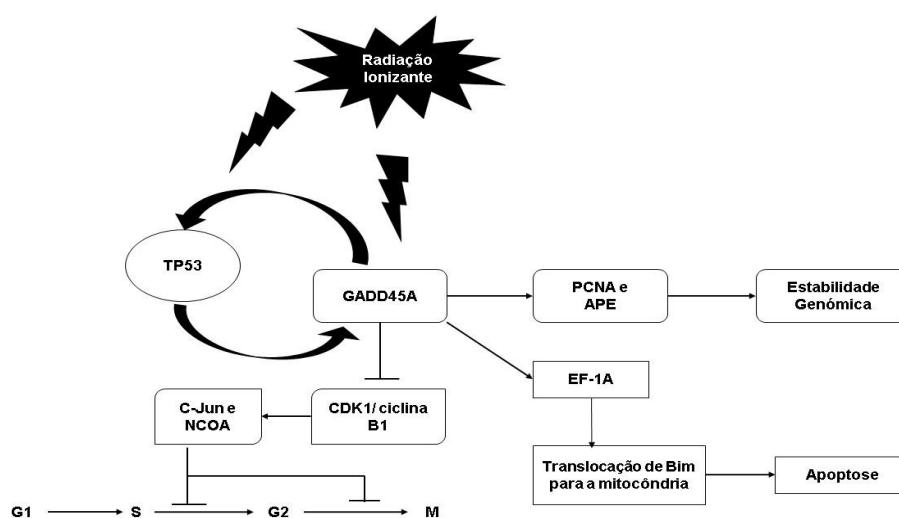 Radiação
Ionizante
TP53
GADD45A
PCNA e
APE
Estabilidade
Genómica
EF-1A
C-Jun e
NCOA
CDK1/ ciclina
B1
Translocação de Bim
para a mitocôndria
Apoptose
G1 S G2 M